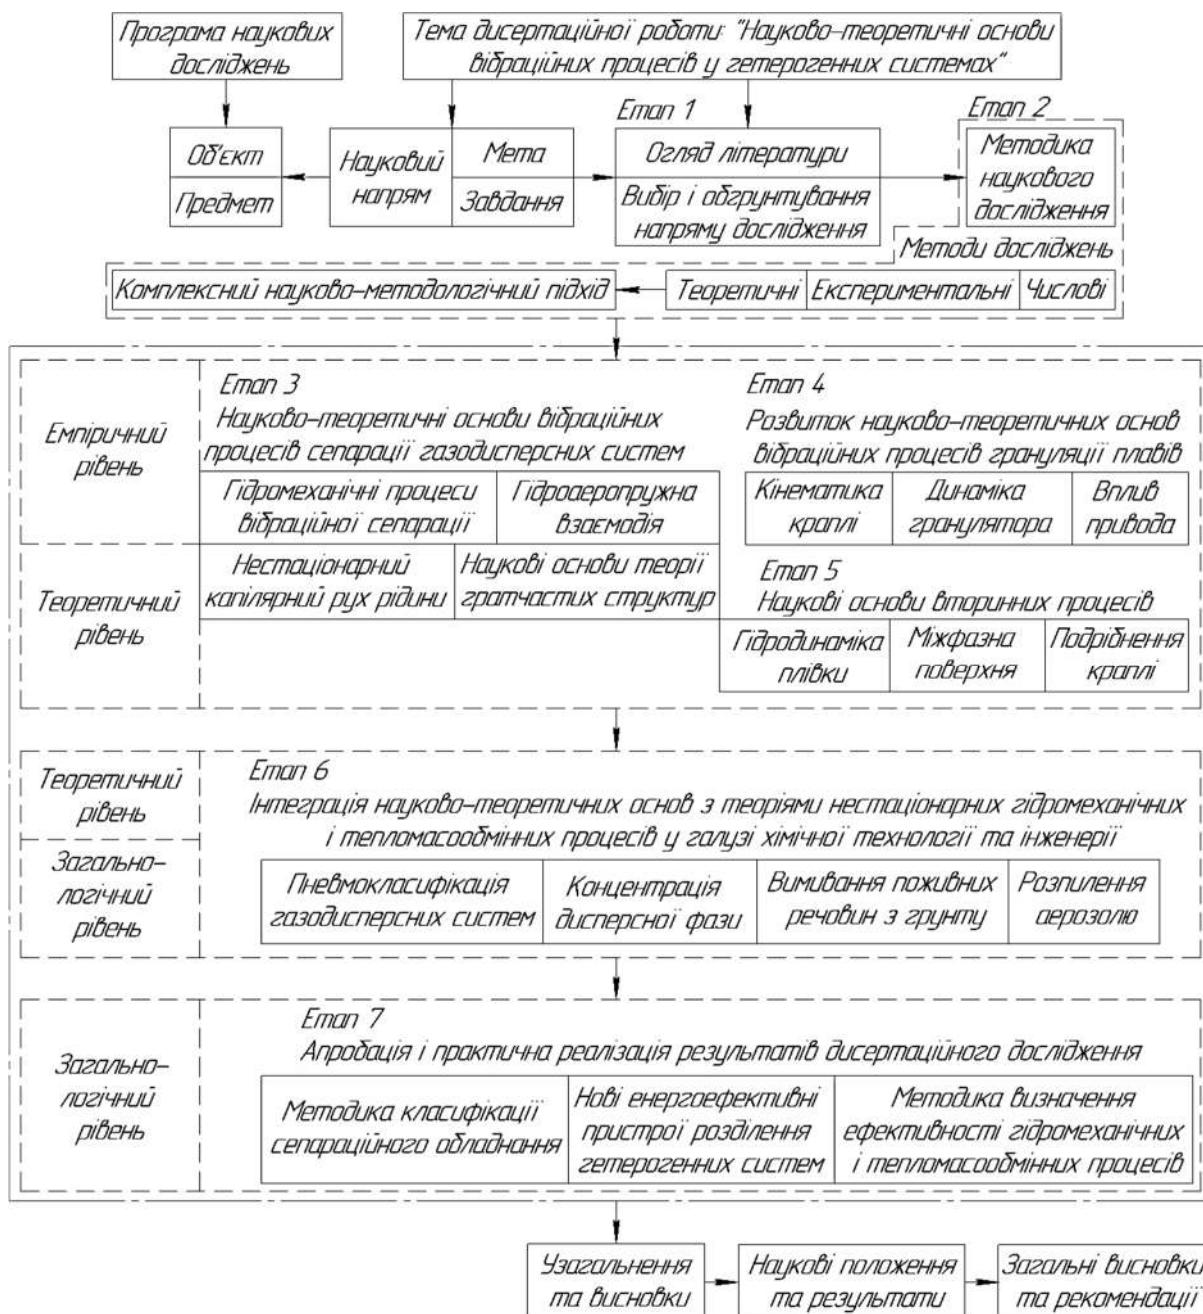 Програма наукових
досліджень
Тема дисертаційної роботи: "Науково-теоретичні основи
вібраційних процесів у гетерогенних системах"
Об'єкт
Предмет
Науковий
напрям
Мета
Завдання
Етап 1
Огляд літератури
Вибір і обгрунтування
напряму дослідження
Етап 2
Методика
наукового
дослідження
Методи досліджень
Комплексний науково-методологічний підхід
Теоретичні
Експериментальні
Числові
Емпіричний
рівень
Теоретичний
рівень
Етап 3
Науково-теоретичні основи вібраційних
процесів сепарації газодисперсних систем
Гідромеханічні процеси
вібраційної сепарації
Гідроаеропружна
взаємодія
Нестаціонарний
капілярний рух рідини
Наукові основи теорії
гратчастих структур
Етап 4
Розвиток науково-теоретичних основ
вібраційних процесів грануляції плавів
Кінематика
краплі
Динаміка
гранулятора
Вплив
привода
Етап 5
Наукові основи вторинних процесів
Гідродинаміка
плівки
Міжфазна
поверхня
Подрібнення
краплі
Теоретичний
рівень
Загально-
логічний
рівень
Етап 6
Інтеграція науково-теоретичних основ з теоріями нестаціонарних гідромеханічних
і тепломасообмінних процесів у галузі хімічної технології та інженерії
Пневмокласифікація
газодисперсних систем
Концентрація
дисперсної фази
Вимивання поживних
речовин з грунту
Розпилення
аерозолю
Загально-
логічний
рівень
Етап 7
Апробація і практична реалізація результатів дисертаційного дослідження
Методика класифікації
сепараційного обладнання
Нові енергоефективні
пристрої розділення
гетерогенних систем
Методика визначення
ефективності гідромеханічних
і тепломасообмінних процесів
Узагальнення
та висновки
Наукові положення
та результати
Загальні висновки
та рекомендації